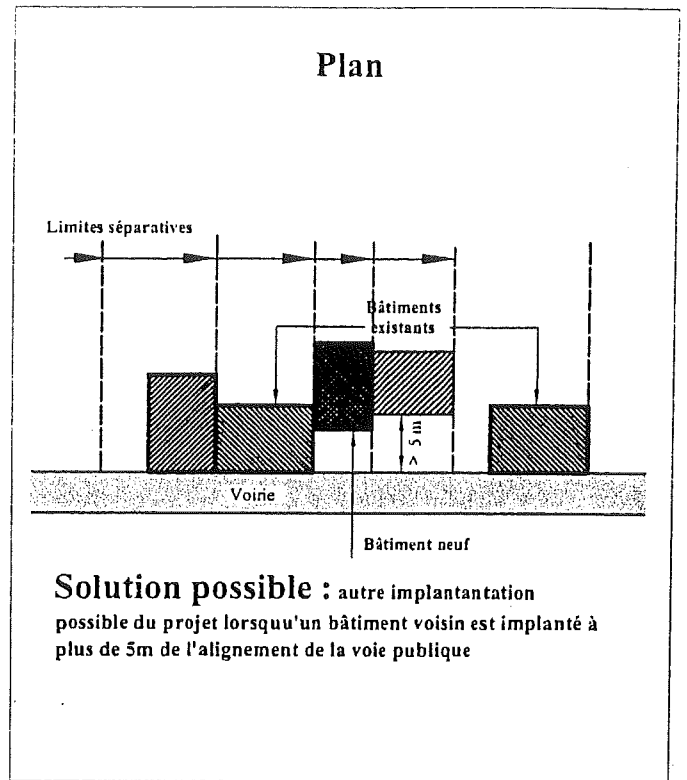 Plan
Limites séparatives
Bâtiments
existants
> 5 m
Voirie
Bâtiment neuf
Solution possible : autre implantantation
possible du projet lorsquu'un bâtiment voisin est implanté à
plus de 5m de l'alignement de la voie publique